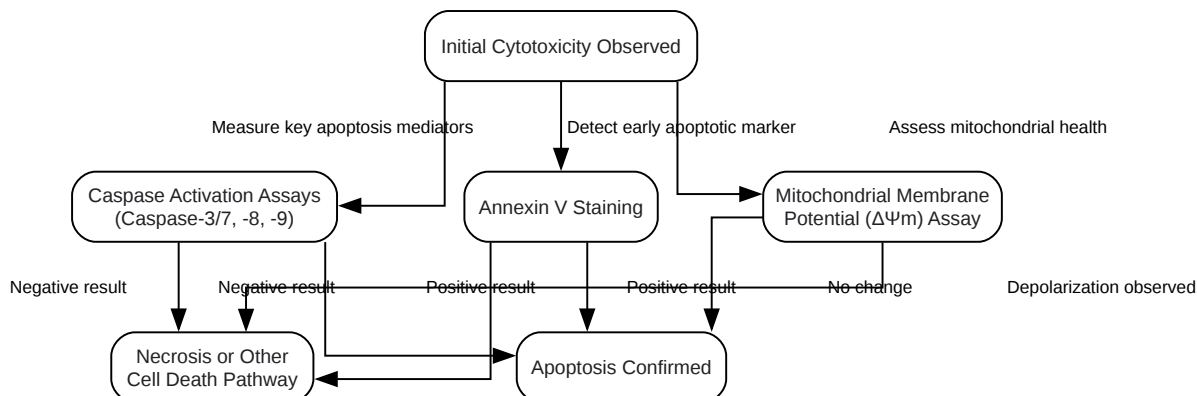 Initial Cytotoxicity Observed
Measure key apoptosis mediators
Detect early apoptotic marker
Assess mitochondrial health
Caspase Activation Assays
(Caspase-3/7, -8, -9)
Annexin V Staining
Mitochondrial Membrane
Potential (ΔΨm) Assay
Negative result
Negative result
Positive result
Positive result
No change
Depolarization observed
Necrosis or Other
Cell Death Pathway
Apoptosis Confirmed